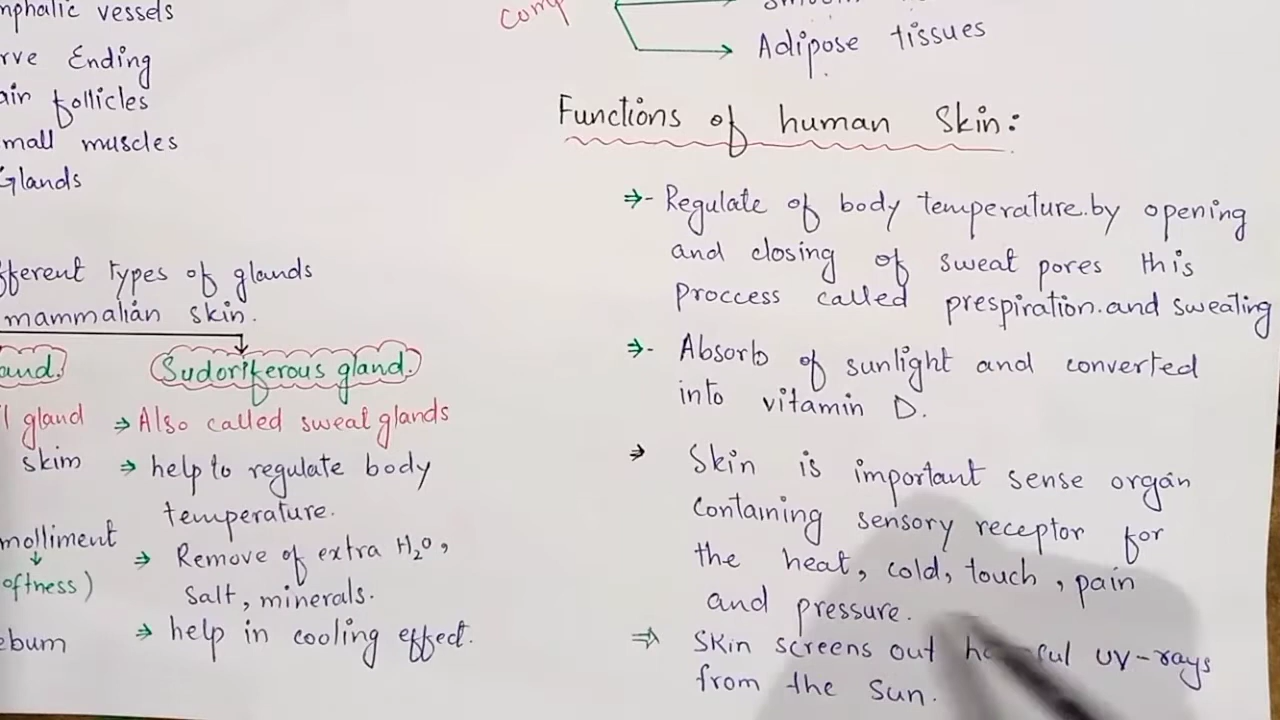 mphalic vessels
rve Ending
air follicles
mall muscles
Glands
fferent types of glands
mammalian skin.
and.
Sudoriferous gland.
l gland
skim
molliment
oftness)
ebum
⇒ Also called sweat glands
⇒ help to regulate body
temperature.
⇒ Remove of extra H₂O,
salt, minerals.
⇒ help in cooling effect.
comp
Adipose tissues
Functions of human Skin:
⇒- Regulate of body temperature.by opening
and closing of sweat pores this
proccess called prespiration.and sweating
⇒- Absorb of sunlight and converted
into vitamin D.
⇒ Skin is important sense organ
containing sensory receptor for
the heat, cold, touch, pain
and pressure.
⇒ Skin screens out UV-rays
from the sun.